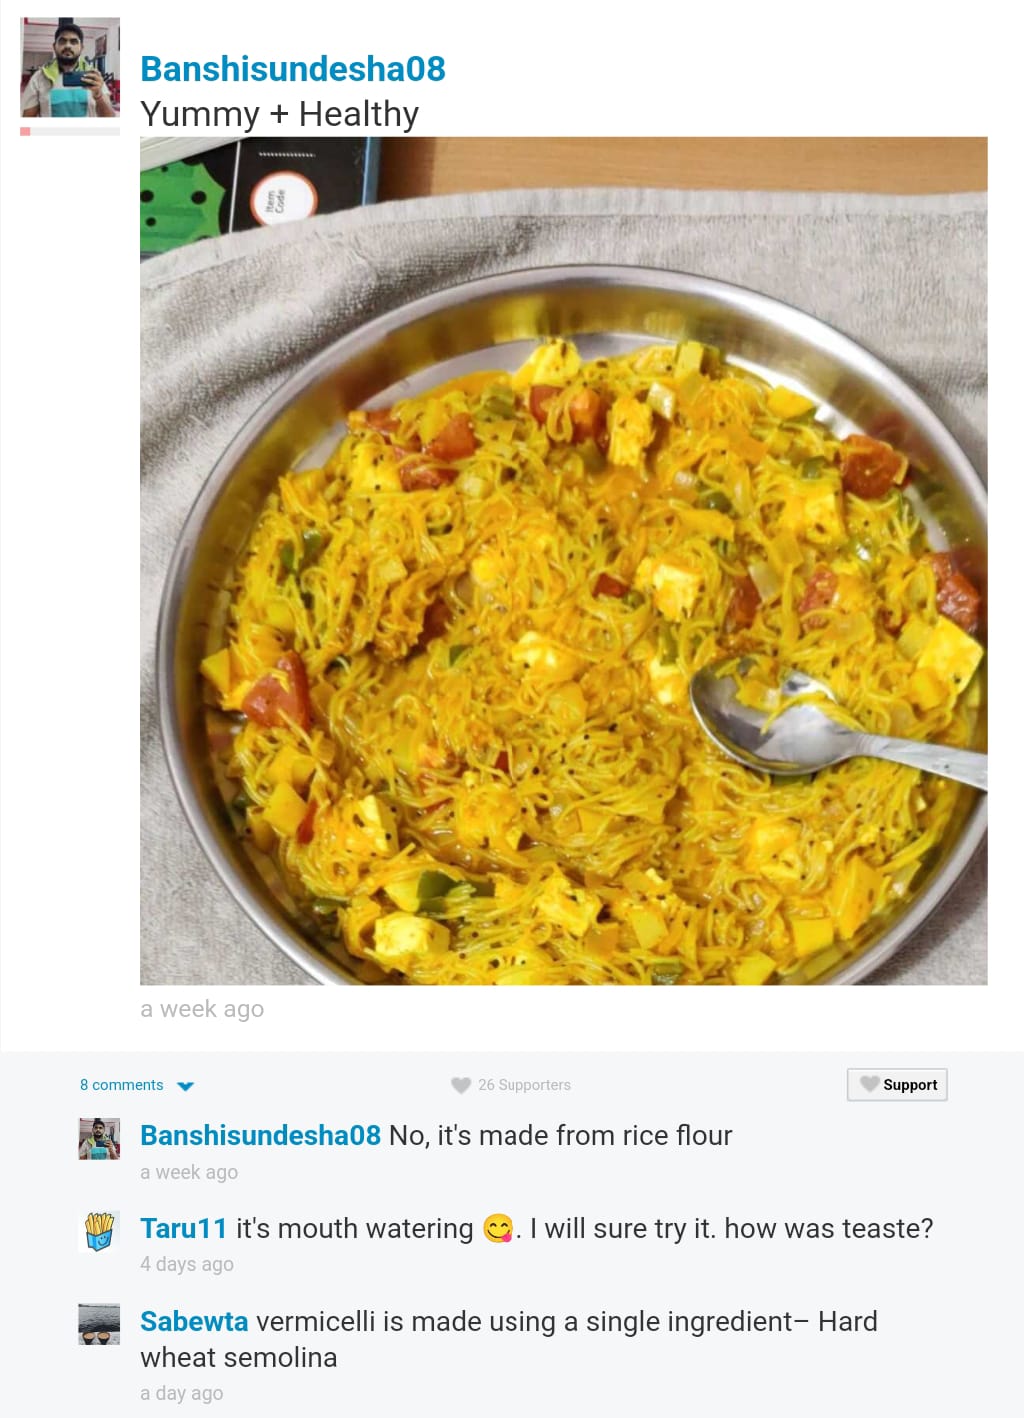 Banshisundesha08
Yummy + Healthy
Item
Code
a week ago
8 comments
26 Supporters
Support
Banshisundesha08 No, it's made from rice flour
a week ago
Taru11 it's mouth watering 😋. I will sure try it. how was teaste?
4 days ago
Sabewta vermicelli is made using a single ingredient– Hard
wheat semolina
a day ago